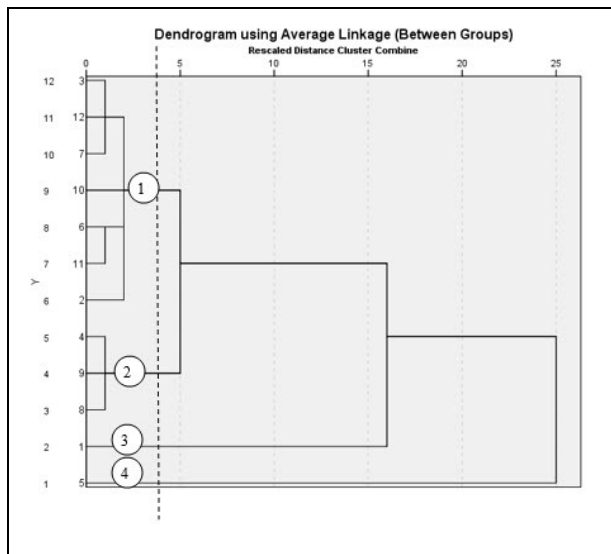 Dendrogram using Average Linkage (Between Groups)
Rescaled Distance Cluster Combine
0 5 10 15 20 25
12 3
11 12
10 7
9 10 1
8 6
7 11
Y
6 2
5 4
4 9 2
3 8
2 1 3
1 5 4